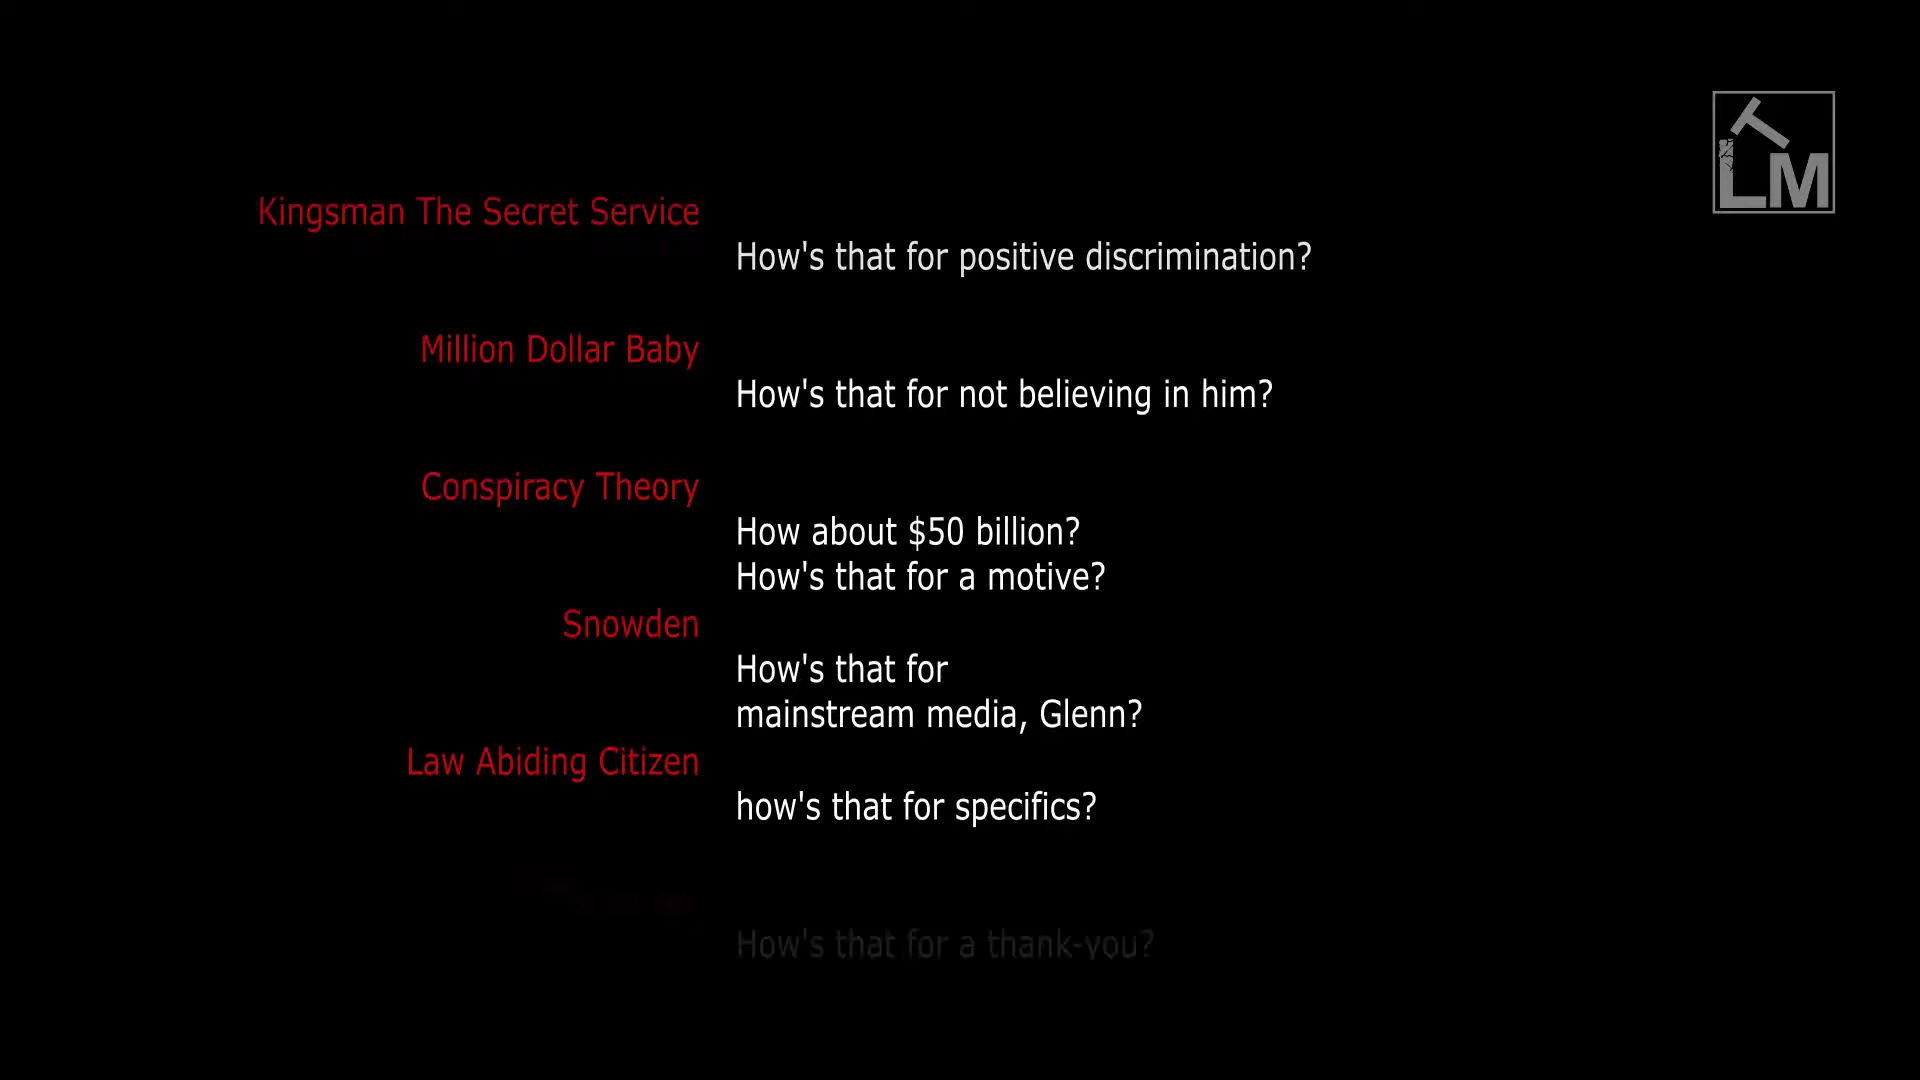 TLM
Kingsman The Secret Service
How's that for positive discrimination?
Million Dollar Baby
How's that for not believing in him?
Conspiracy Theory
How about $50 billion?
How's that for a motive?
Snowden
How's that for
mainstream media, Glenn?
Law Abiding Citizen
how's that for specifics?
How's that for a thank-you?